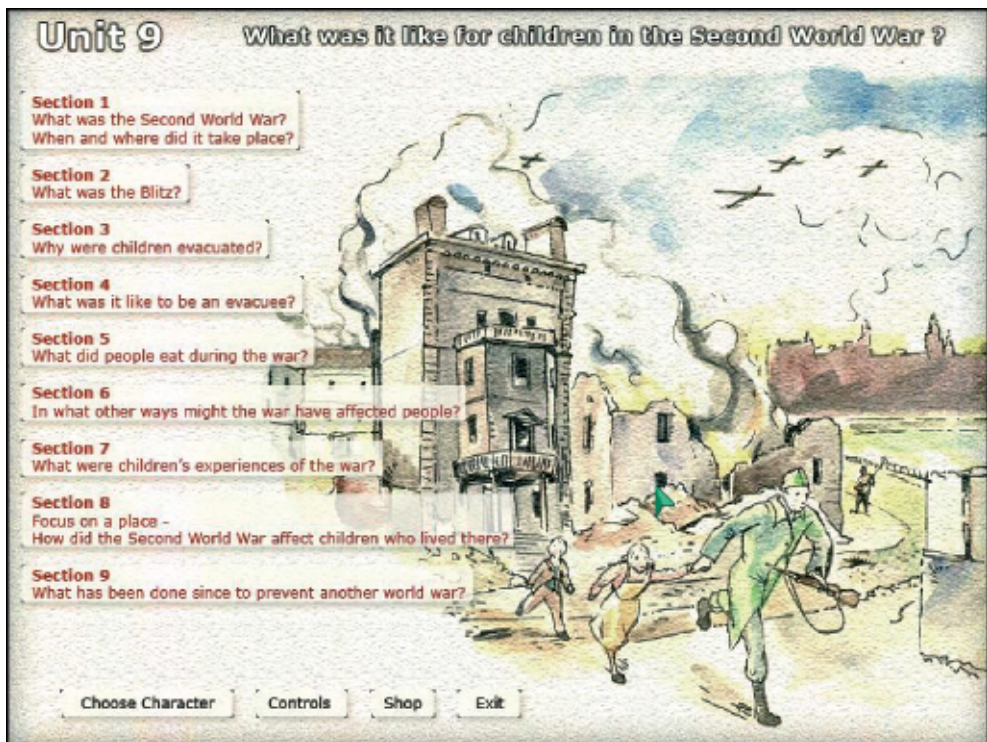 Unit 9
What was it like for children in the Second World War ?
Section 1
What was the Second World War?
When and where did it take place?
Section 2
What was the Blitz?
Section 3
Why were children evacuated?
Section 4
What was it like to be an evacuee?
Section 5
What did people eat during the war?
Section 6
In what other ways might the war have affected people?
Section 7
What were children's experiences of the war?
Section 8
Focus on a place -
How did the Second World War affect children who lived there?
Section 9
What has been done since to prevent another world war?
Choose Character
Controls
Shop
Exit